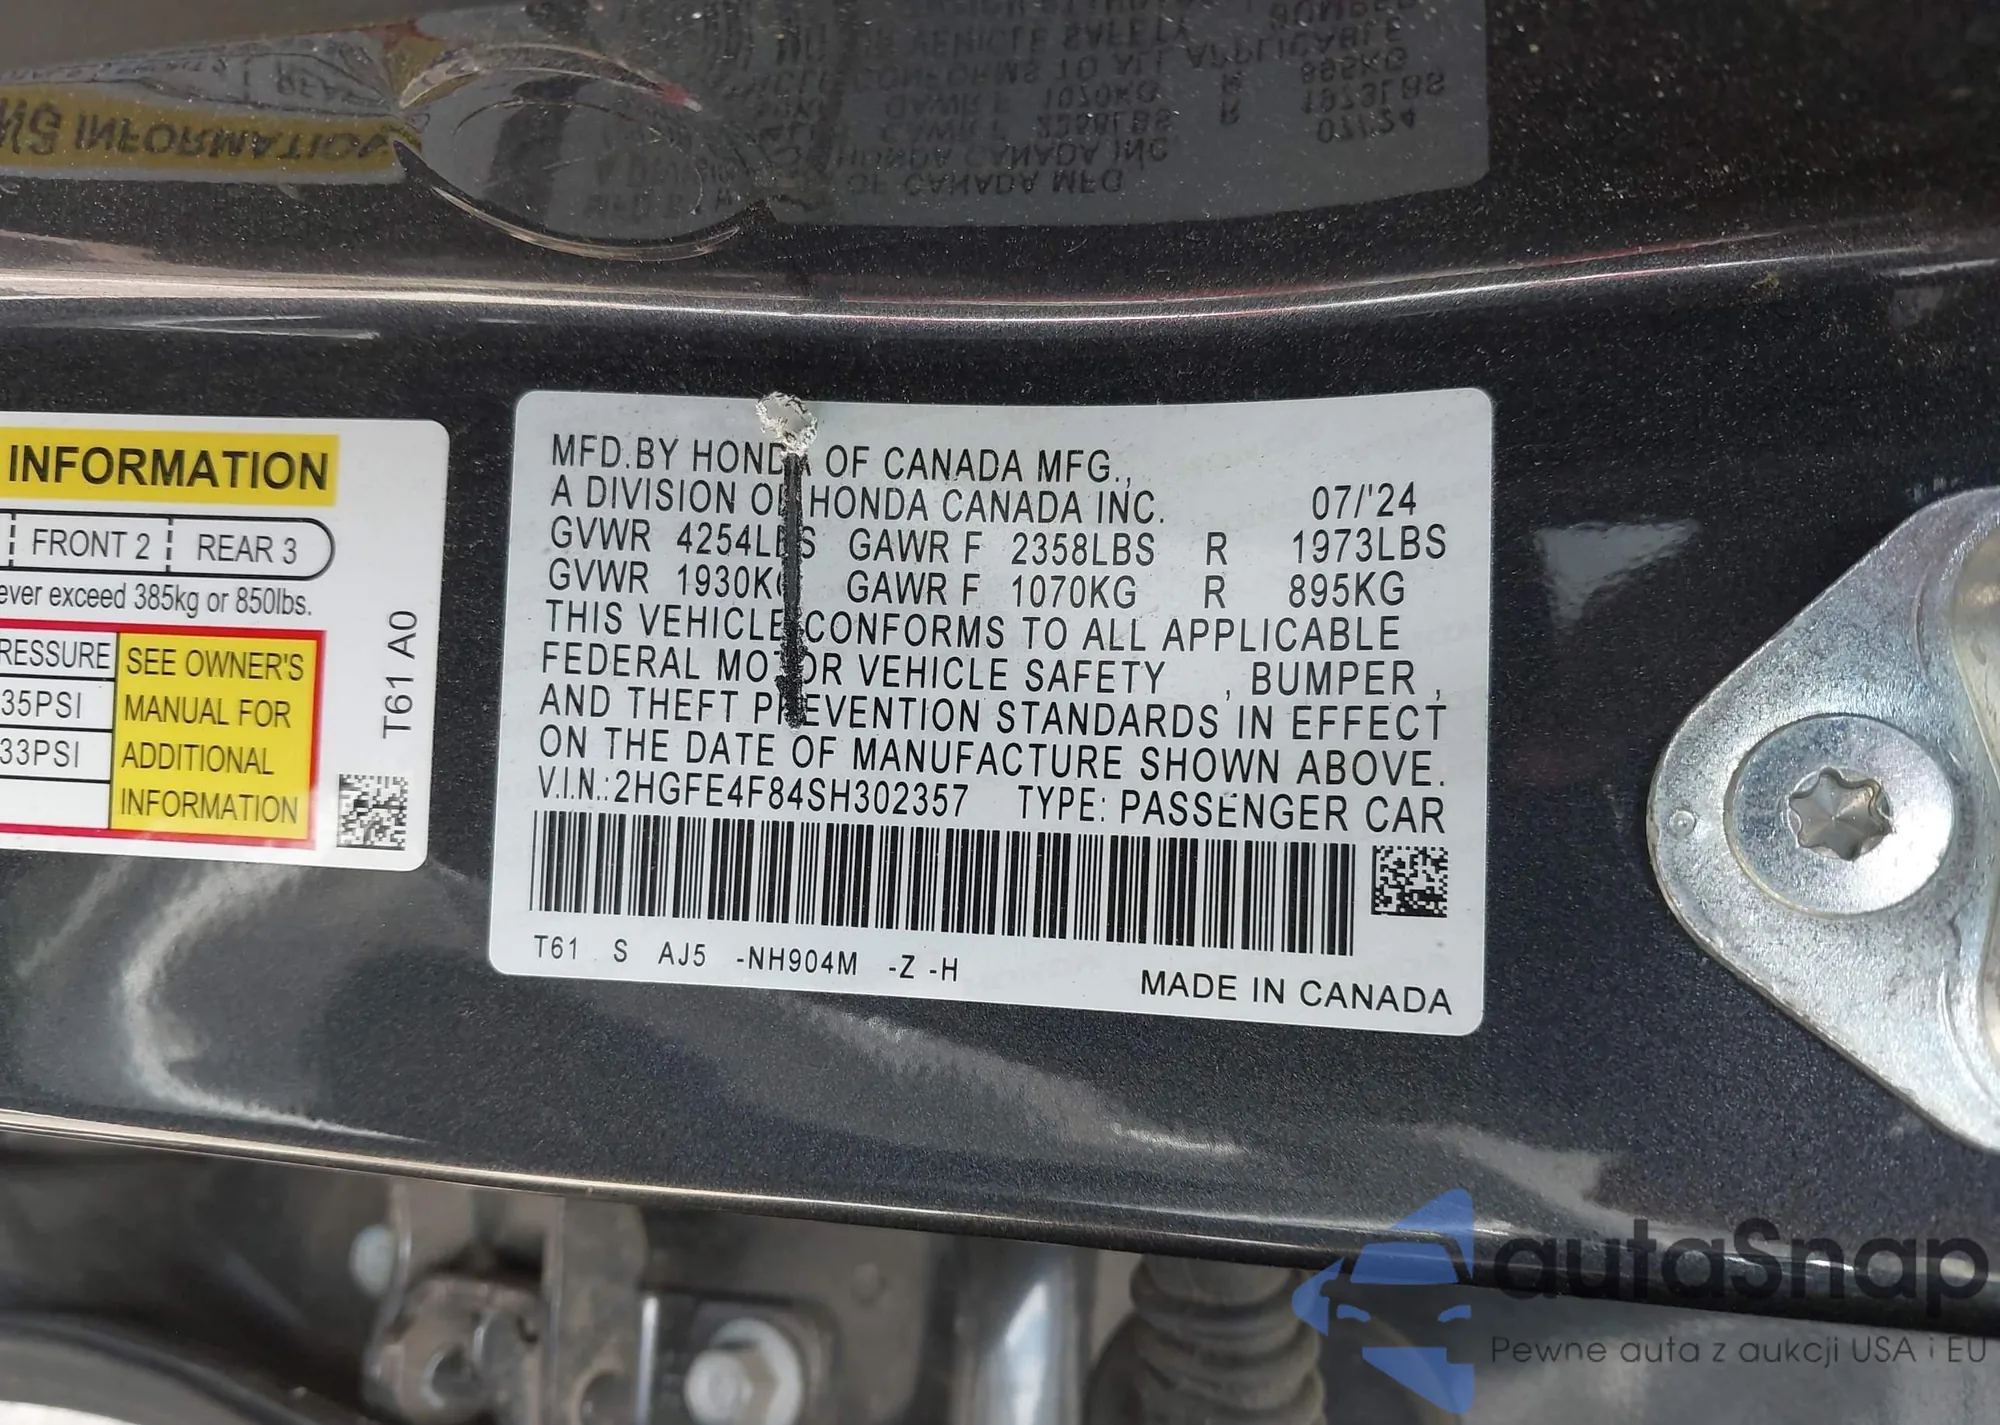 INFORMATION
FRONT 2 REAR 3
ever exceed 385kg or 850lbs.
RESSURE
35PSI
33PSI
SEE OWNER'S
MANUAL FOR
ADDITIONAL
INFORMATION
T61 A0
MFD.BY HONDA OF CANADA MFG.,
A DIVISION OF HONDA CANADA INC. 07/'24
GVWR 4254LBS GAWR F 2358LBS R 1973LBS
GVWR 1930KG GAWR F 1070KG R 895KG
THIS VEHICLE CONFORMS TO ALL APPLICABLE
FEDERAL MOTOR VEHICLE SAFETY , BUMPER ,
AND THEFT PREVENTION STANDARDS IN EFFECT
ON THE DATE OF MANUFACTURE SHOWN ABOVE.
V.I.N.:2HGFE4F84SH302357 TYPE: PASSENGER CAR
T61 S AJ5 -NH904M -Z -H
MADE IN CANADA
autaSnap
Pewne auta z aukcji USA i EU